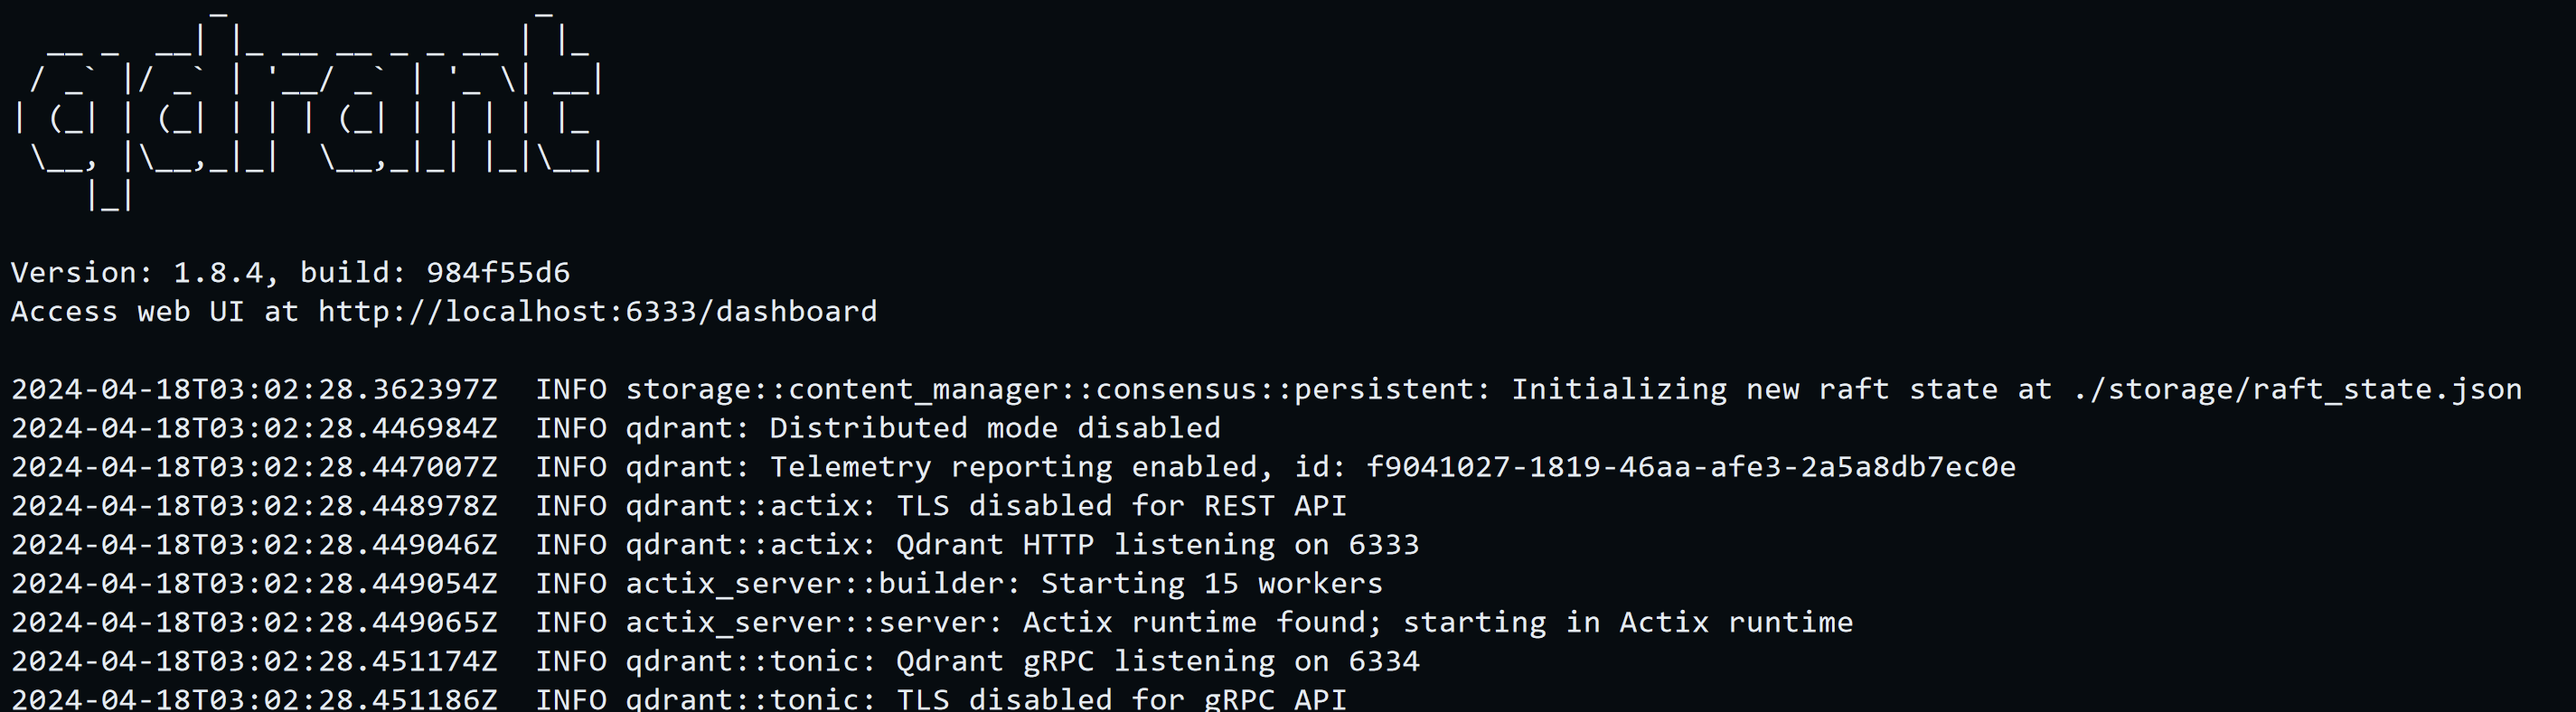 qdrant
Version: 1.8.4, build: 984f55d6
Access web UI at http://localhost:6333/dashboard
2024-04-18T03:02:28.362397Z  INFO storage::content_manager::consensus::persistent: Initializing new raft state at ./storage/raft_state.json
2024-04-18T03:02:28.446984Z  INFO qdrant: Distributed mode disabled
2024-04-18T03:02:28.447007Z  INFO qdrant: Telemetry reporting enabled, id: f9041027-1819-46aa-afe3-2a5a8db7ec0e
2024-04-18T03:02:28.448978Z  INFO qdrant::actix: TLS disabled for REST API
2024-04-18T03:02:28.449046Z  INFO qdrant::actix: Qdrant HTTP listening on 6333
2024-04-18T03:02:28.449054Z  INFO actix_server::builder: Starting 15 workers
2024-04-18T03:02:28.449065Z  INFO actix_server::server: Actix runtime found; starting in Actix runtime
2024-04-18T03:02:28.451174Z  INFO qdrant::tonic: Qdrant gRPC listening on 6334
2024-04-18T03:02:28.451186Z  INFO qdrant::tonic: TLS disabled for gRPC API